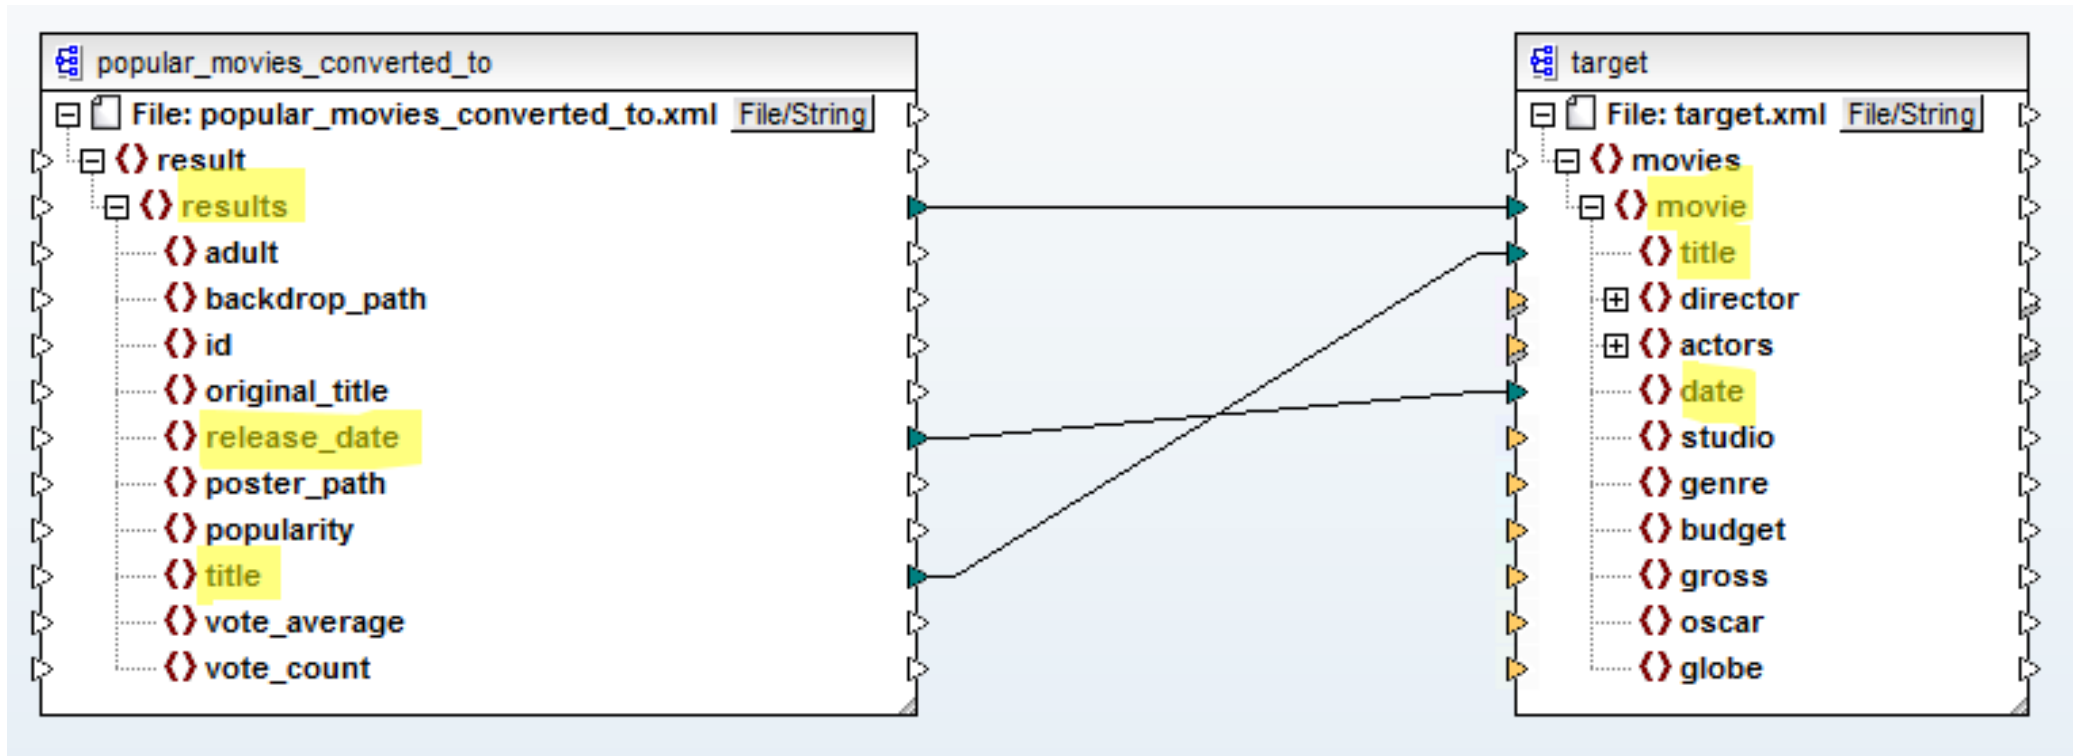 popular_movies_converted_to
File: popular_movies_converted_to.xml File/String
result
results
adult
backdrop_path
id
original_title
release_date
poster_path
popularity
title
vote_average
vote_count
target
File: target.xml File/String
movies
movie
title
director
actors
date
studio
genre
budget
gross
oscar
globe